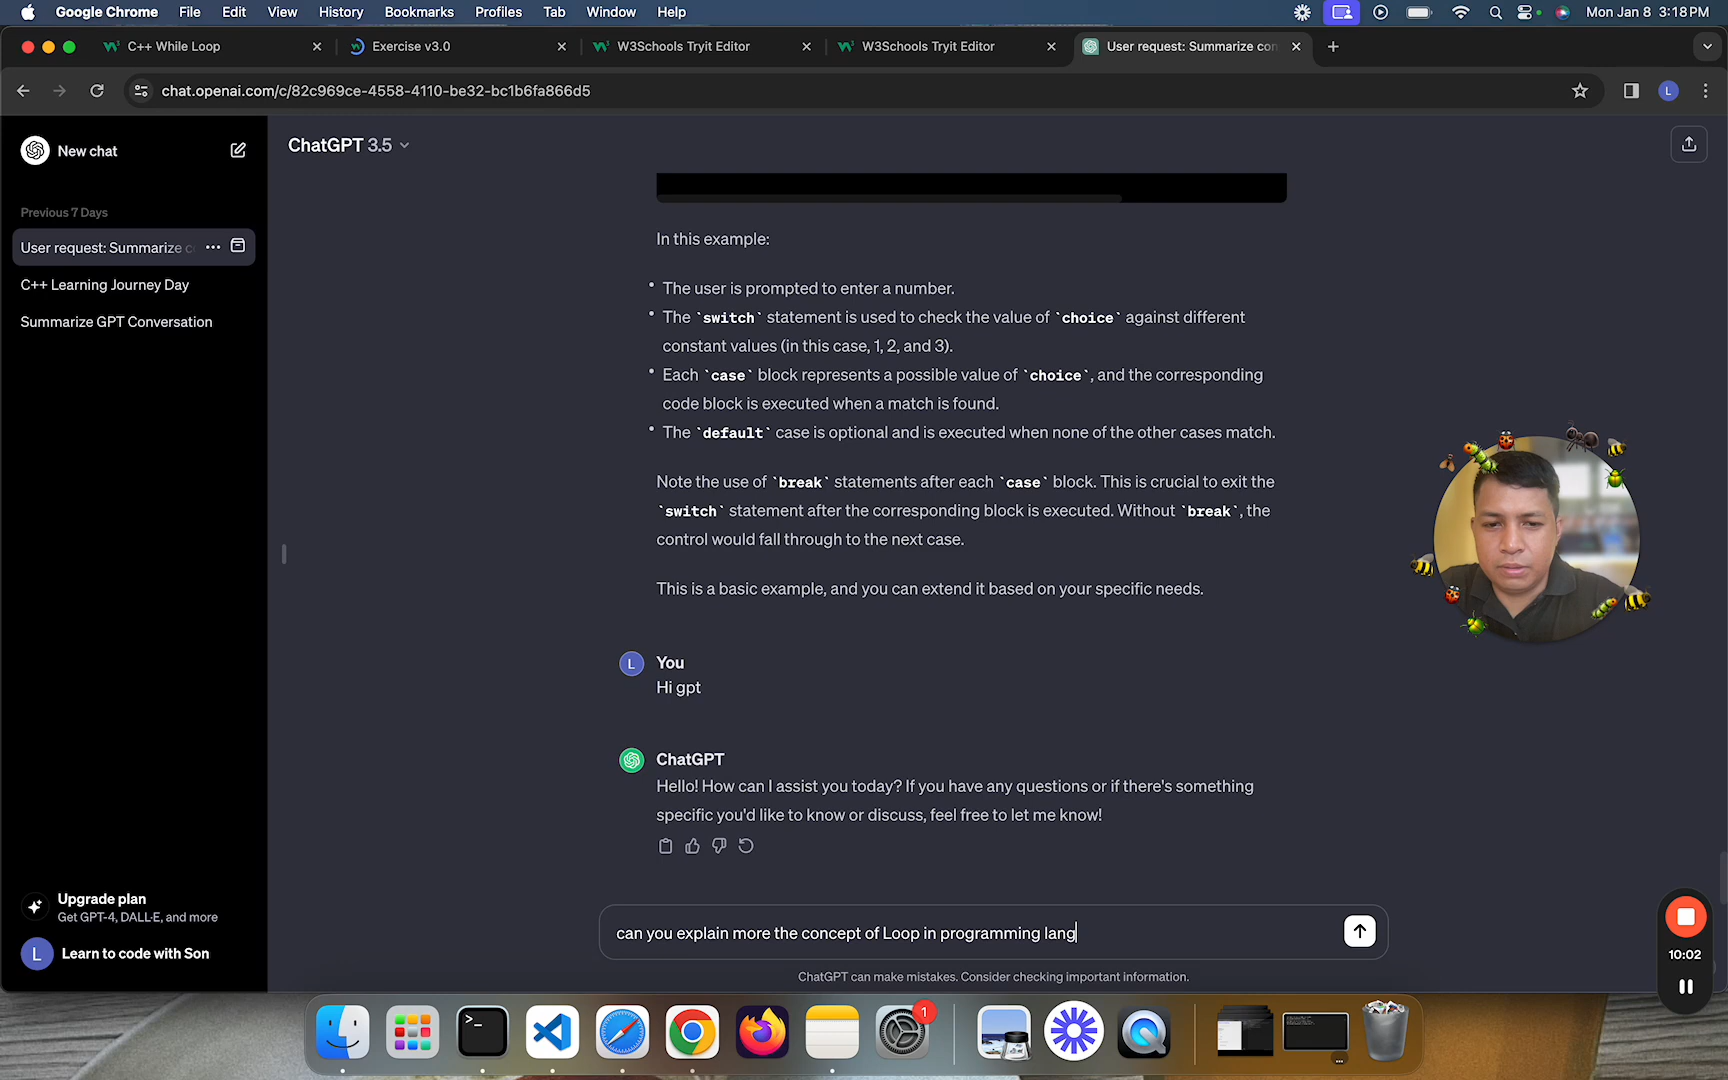 Google Chrome File Edit View History Bookmarks Profiles Tab Window Help Mon Jan 8 3:18 PM
C++ While Loop Exercise v3.0 W3Schools Tryit Editor W3Schools Tryit Editor User request: Summarize con
chat.openai.com/c/82c969ce-4558-4110-be32-bc1b6fa866d5 L
New chat
ChatGPT 3.5
Previous 7 Days
User request: Summarize c
C++ Learning Journey Day
Summarize GPT Conversation
In this example:
• The user is prompted to enter a number.
• The `switch` statement is used to check the value of `choice` against different
constant values (in this case, 1, 2, and 3).
• Each `case` block represents a possible value of `choice`, and the corresponding
code block is executed when a match is found.
• The `default` case is optional and is executed when none of the other cases match.
Note the use of `break` statements after each `case` block. This is crucial to exit the
`switch` statement after the corresponding block is executed. Without `break`, the
control would fall through to the next case.
This is a basic example, and you can extend it based on your specific needs.
L You
Hi gpt
ChatGPT
Hello! How can I assist you today? If you have any questions or if there's something
specific you'd like to know or discuss, feel free to let me know!
Upgrade plan
Get GPT-4, DALL·E, and more
L Learn to code with Son
can you explain more the concept of Loop in programming lang
ChatGPT can make mistakes. Consider checking important information.
10:02
1